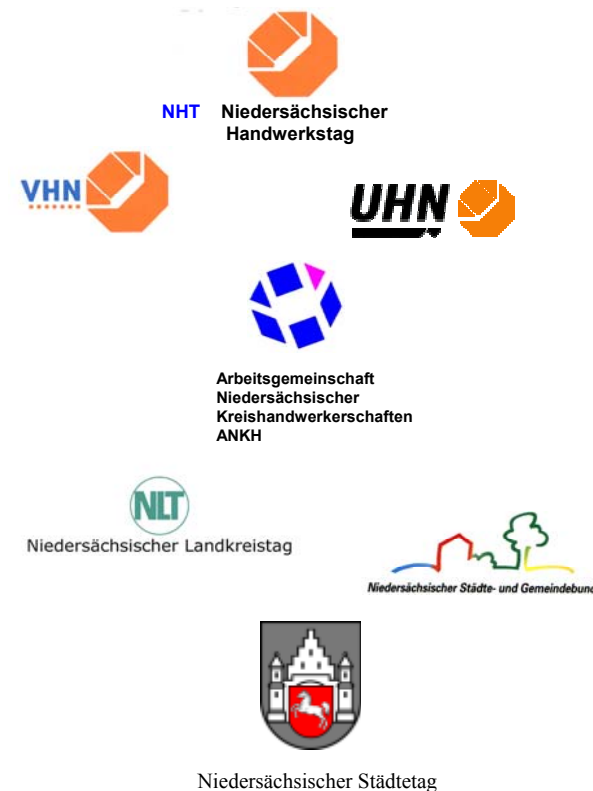 NHT Niedersächsischer
Handwerkstag
VHN
UHN
Arbeitsgemeinschaft
Niedersächsischer
Kreishandwerkerschaften
ANKH
NLT
Niedersächsischer Landkreistag
Niedersächsischer Städte- und Gemeindebund
Niedersächsischer Städtetag